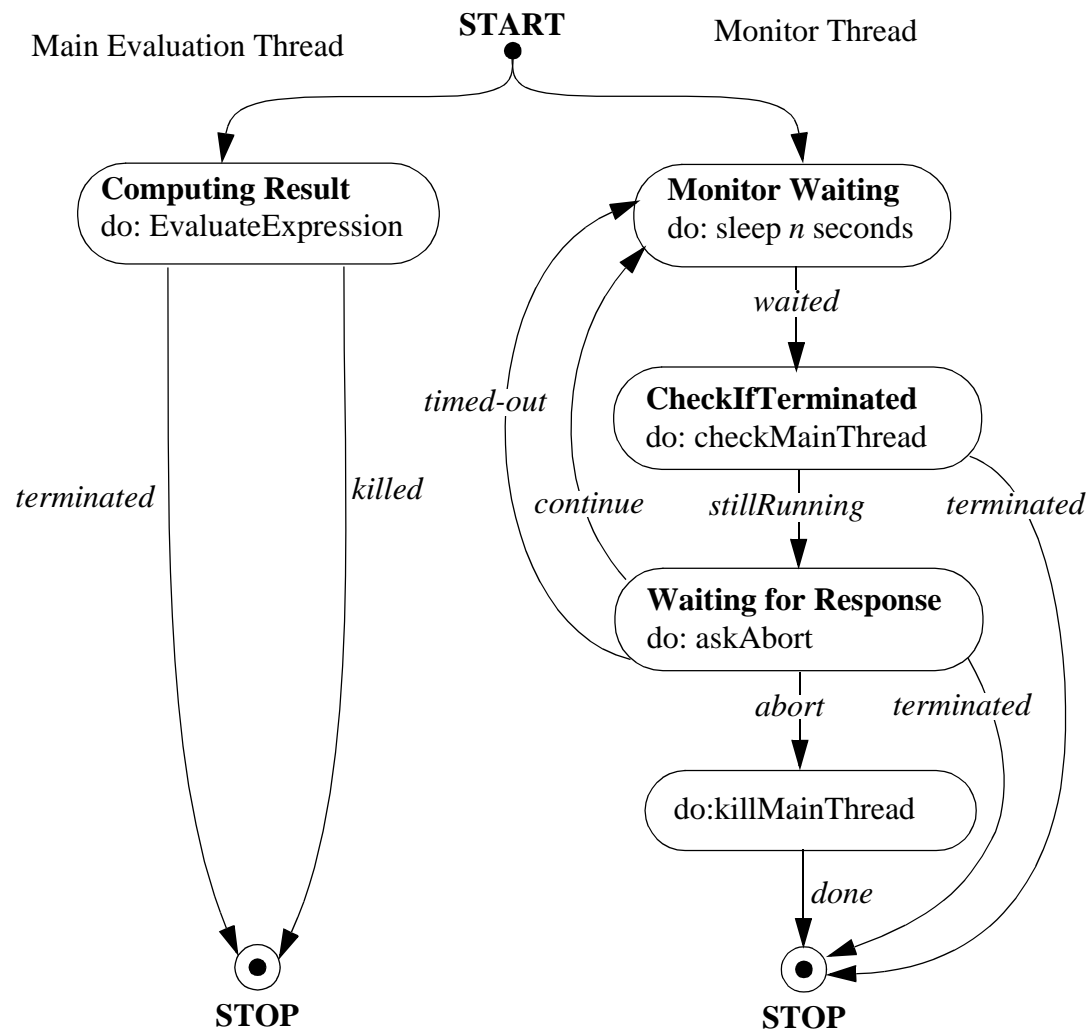 START
Main Evaluation Thread
Monitor Thread
Computing Result
do: EvaluateExpression
Monitor Waiting
do: sleep n seconds
waited
timed-out
CheckIfTerminated
do: checkMainThread
terminated
killed
continue
stillRunning
terminated
Waiting for Response
do: askAbort
abort
terminated
do:killMainThread
done
STOP
STOP